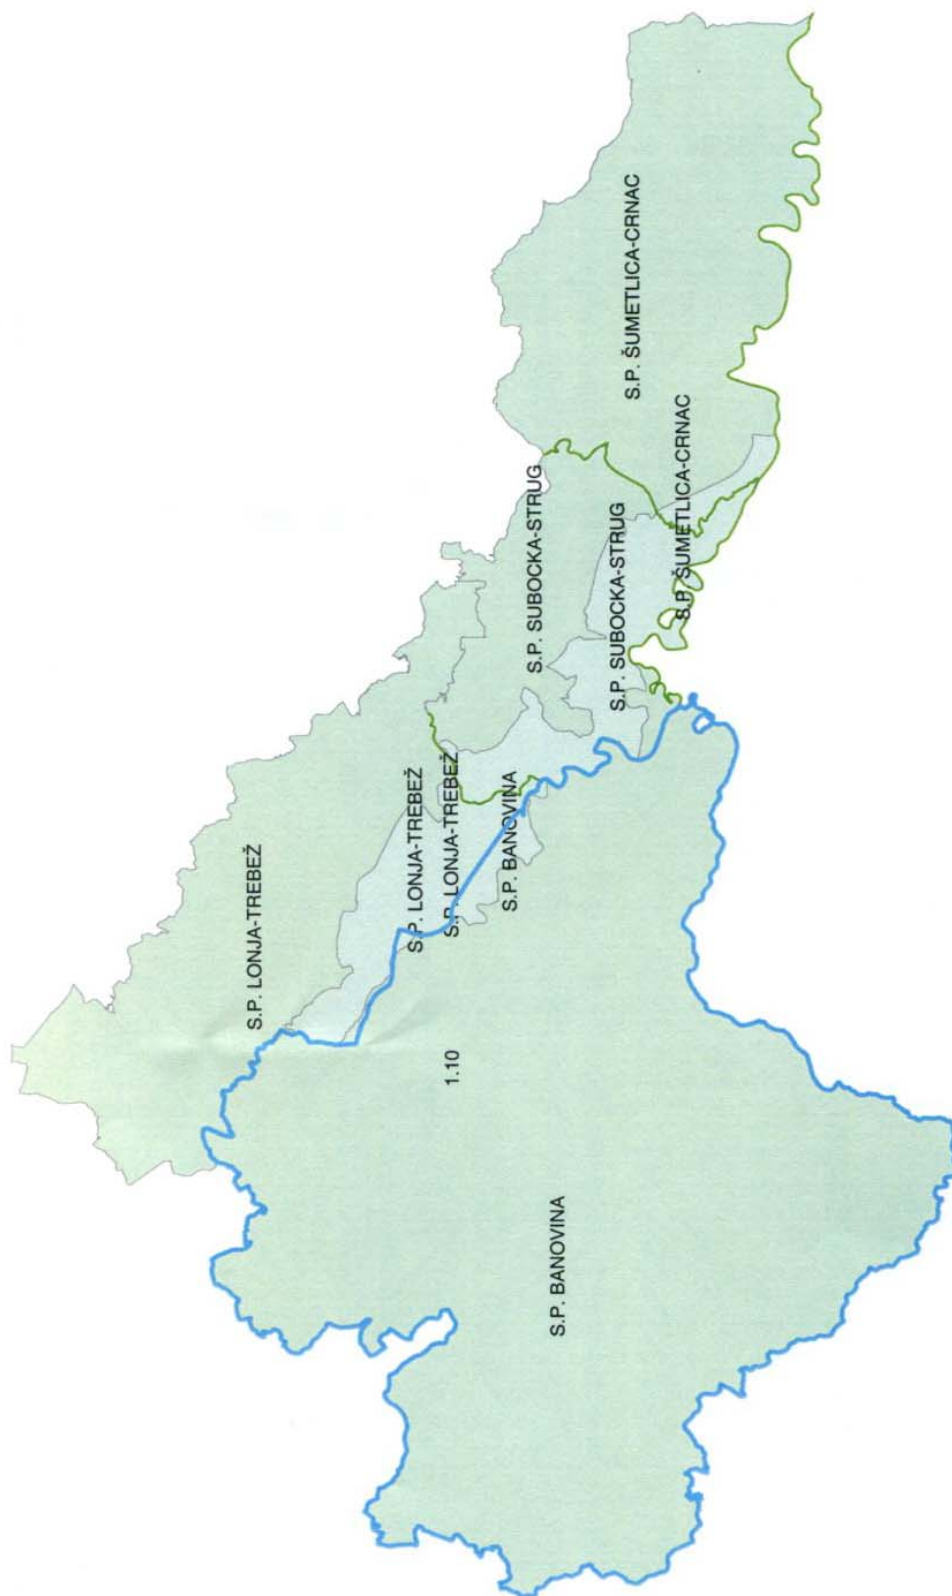 S.P. LONJA-TREBEŽ
S.P. LONJA-TREBEŽ
S.P. LONJA-TREBEŽ
1.10
S.P. BANOVINA
S.P. BANOVINA
S.P. SUBOCKA-STRUG
S.P. SUBOCKA-STRUG
S.P. ŠUMETLICA-CRNAC
S.P. ŠUMETLICA-CRNAC